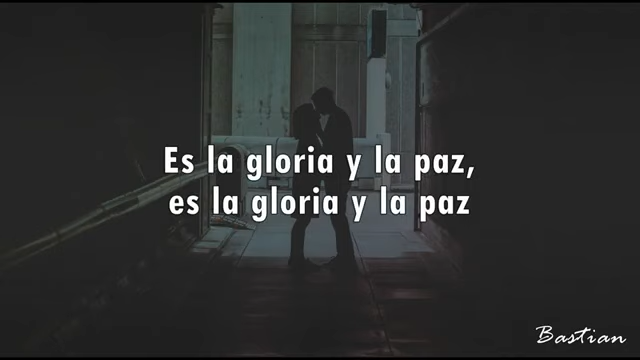 Es la gloria y la paz,
es la gloria y la paz
Bastian